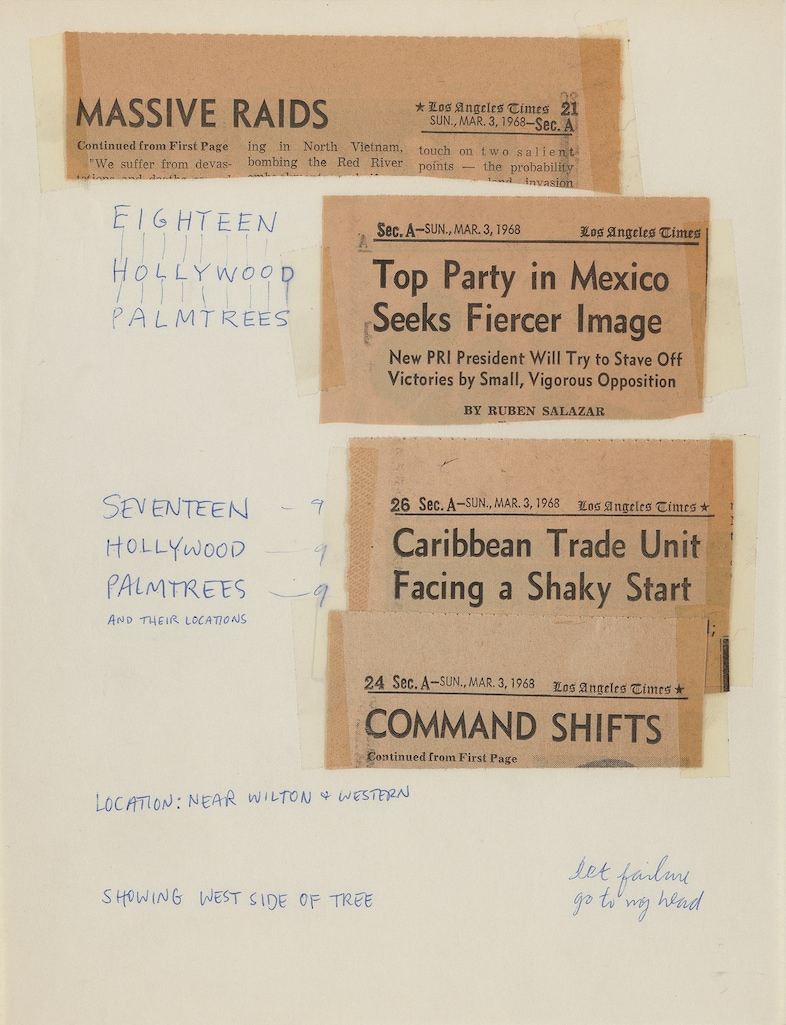 MASSIVE RAIDS
★ Los Angeles Times 21
SUN., MAR. 3, 1968—Sec. A
Continued from First Page
"We suffer from devas-
tations and deaths
ing in North Vietnam,
bombing the Red River
touch on two salient
points — the probability
land invasion
EIGHTEEN
HOLLYWOOD
PALMTREES
Sec. A—SUN., MAR. 3, 1968 Los Angeles Times
Top Party in Mexico
Seeks Fiercer Image
New PRI President Will Try to Stave Off
Victories by Small, Vigorous Opposition
BY RUBEN SALAZAR
SEVENTEEN — 9
HOLLYWOOD — 9
PALMTREES — 9
AND THEIR LOCATIONS
26 Sec. A—SUN., MAR. 3, 1968 Los Angeles Times ★
Caribbean Trade Unit
Facing a Shaky Start
24 Sec. A—SUN., MAR. 3, 1968 Los Angeles Times ★
COMMAND SHIFTS
Continued from First Page
LOCATION: NEAR WILTON & WESTERN
SHOWING WEST SIDE OF TREE
let failure
go to my head